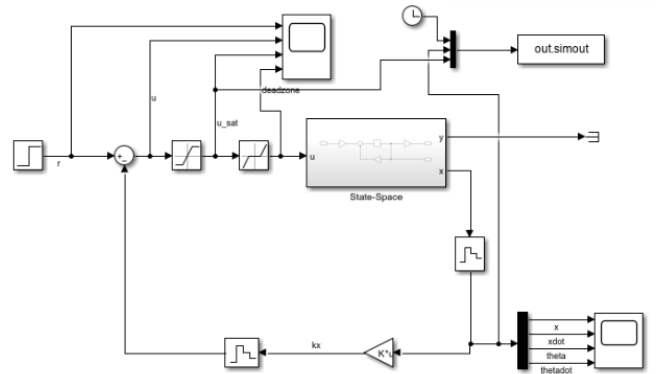 out.simout
deadzone
u
u_sat
r
+
-
u
y
x
State-Space
kx
K*u
x
xdot
theta
thetadot